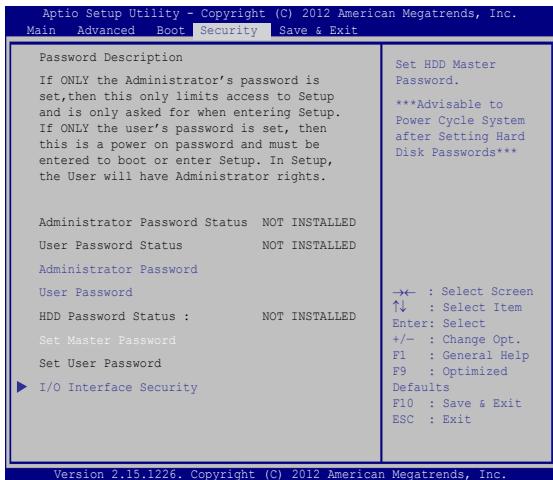 Aptio Setup Utility - Copyright (C) 2012 American Megatrends, Inc.
Main Advanced Boot Security Save & Exit
Password Description
If ONLY the Administrator's password is
set,then this only limits access to Setup
and is only asked for when entering Setup.
If ONLY the user's password is set, then
this is a power on password and must be
entered to boot or enter Setup. In Setup,
the User will have Administrator rights.
Administrator Password Status NOT INSTALLED
User Password Status NOT INSTALLED
Administrator Password
User Password
HDD Password Status : NOT INSTALLED
Set Master Password
Set User Password
I/O Interface Security
Set HDD Master
Password.
***Advisable to
Power Cycle System
after Setting Hard
Disk Passwords***
→← : Select Screen
↑↓ : Select Item
Enter: Select
+/— : Change Opt.
F1 : General Help
F9 : Optimized
Defaults
F10 : Save & Exit
ESC : Exit
Version 2.15.1226. Copyright (C) 2012 American Megatrends, Inc.